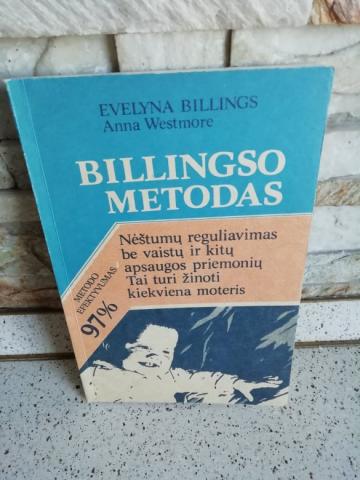 EVELYNA BILLINGS
Anna Westmore
BILLINGSO
METODAS
Nėštumų reguliavimas
be vaistų ir kitų
apsaugos priemonių
Tai turi žinoti
kiekviena moteris
METODO
EFEKTYVUMAS
97%